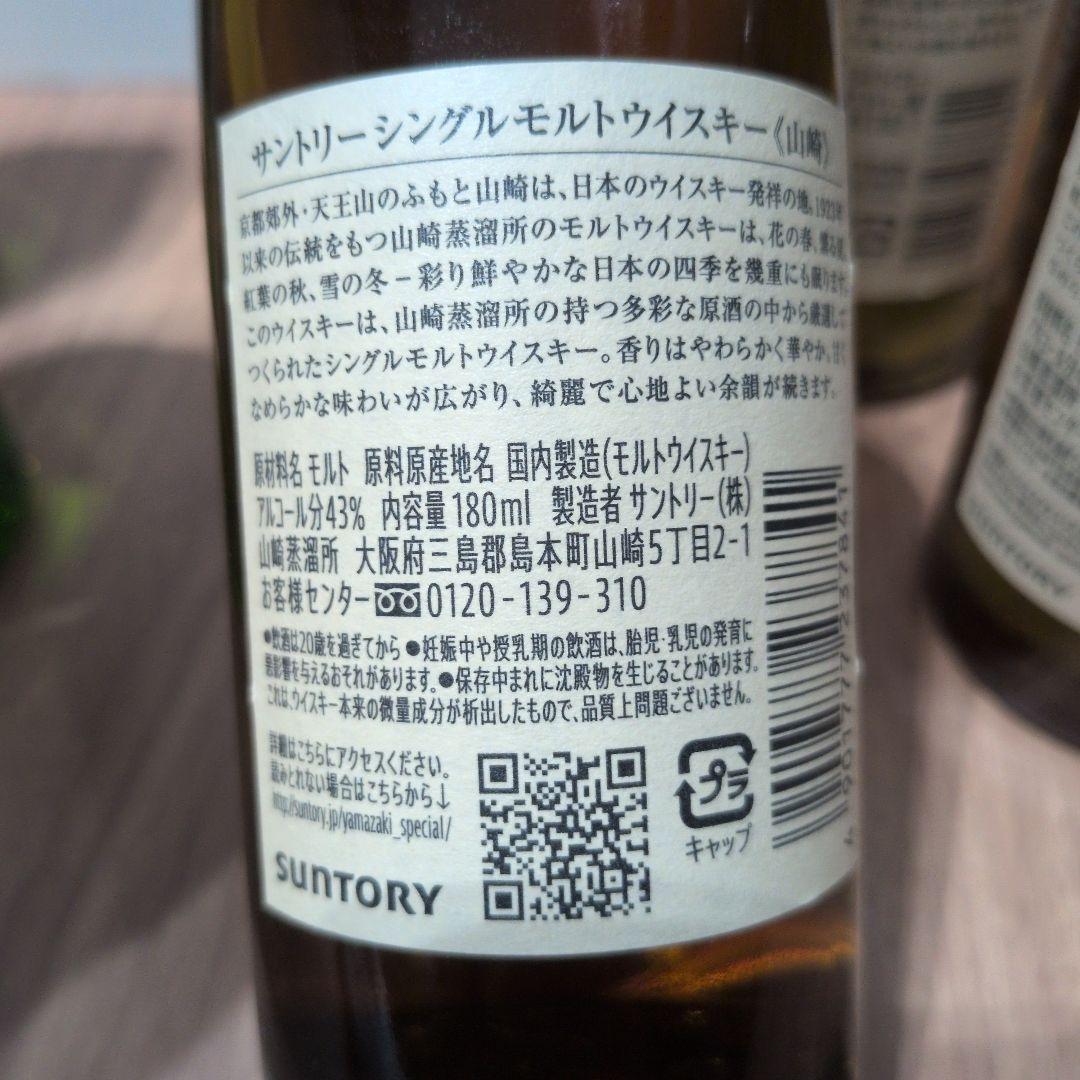 サントリー シングルモルトウイスキー《山崎》
京都郊外・天王山のふもと山崎は、日本のウイスキー発祥の地。1923年
以来の伝統をもつ山崎蒸溜所のモルトウイスキーは、花の春、
紅葉の秋、雪の冬－彩り鮮やかな日本の四季を幾重にも眠ります。
このウイスキーは、山崎蒸溜所の持つ多彩な原酒の中から厳選して
つくられたシングルモルトウイスキー。香りはやわらかく華やか。甘く
なめらかな味わいが広がり、綺麗で心地よい余韻が続きます。
原材料名 モルト 原料原産地名 国内製造(モルトウイスキー)
アルコール分43% 内容量180ml 製造者 サントリー(株)
山崎蒸溜所 大阪府三島郡島本町山崎5丁目2-1
お客様センター 0120-139-310
●飲酒は20歳を過ぎてから ●妊娠中や授乳期の飲酒は、胎児・乳児の発育に
悪影響を与えるおそれがあります。●保存中まれに沈殿物を生じることがあります。
これは、ウイスキー本来の微量成分が析出したもので、品質上問題ございません。
詳細はこちらにアクセスください。
読みとれない場合はこちらから↓
http://suntory.jp/yamazaki_special/
SUNTORY
プラ
キャップ